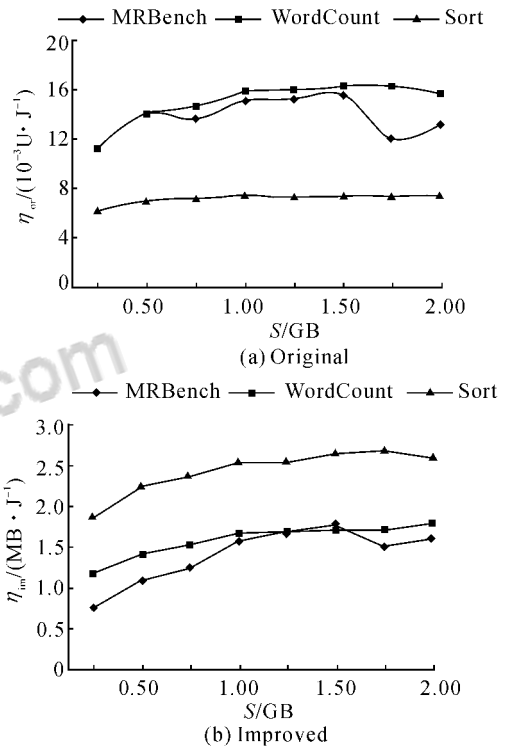 MRBench WordCount Sort
20
16
12
8
4
0
η_on/(10⁻³U·J⁻¹)
0.50 1.00 1.50 2.00
S/GB
(a) Original
com
MRBench WordCount Sort
3.0
2.5
2.0
1.5
1.0
0.5
0
η_im/(MB·J⁻¹)
0.50 1.00 1.50 2.00
S/GB
(b) Improved